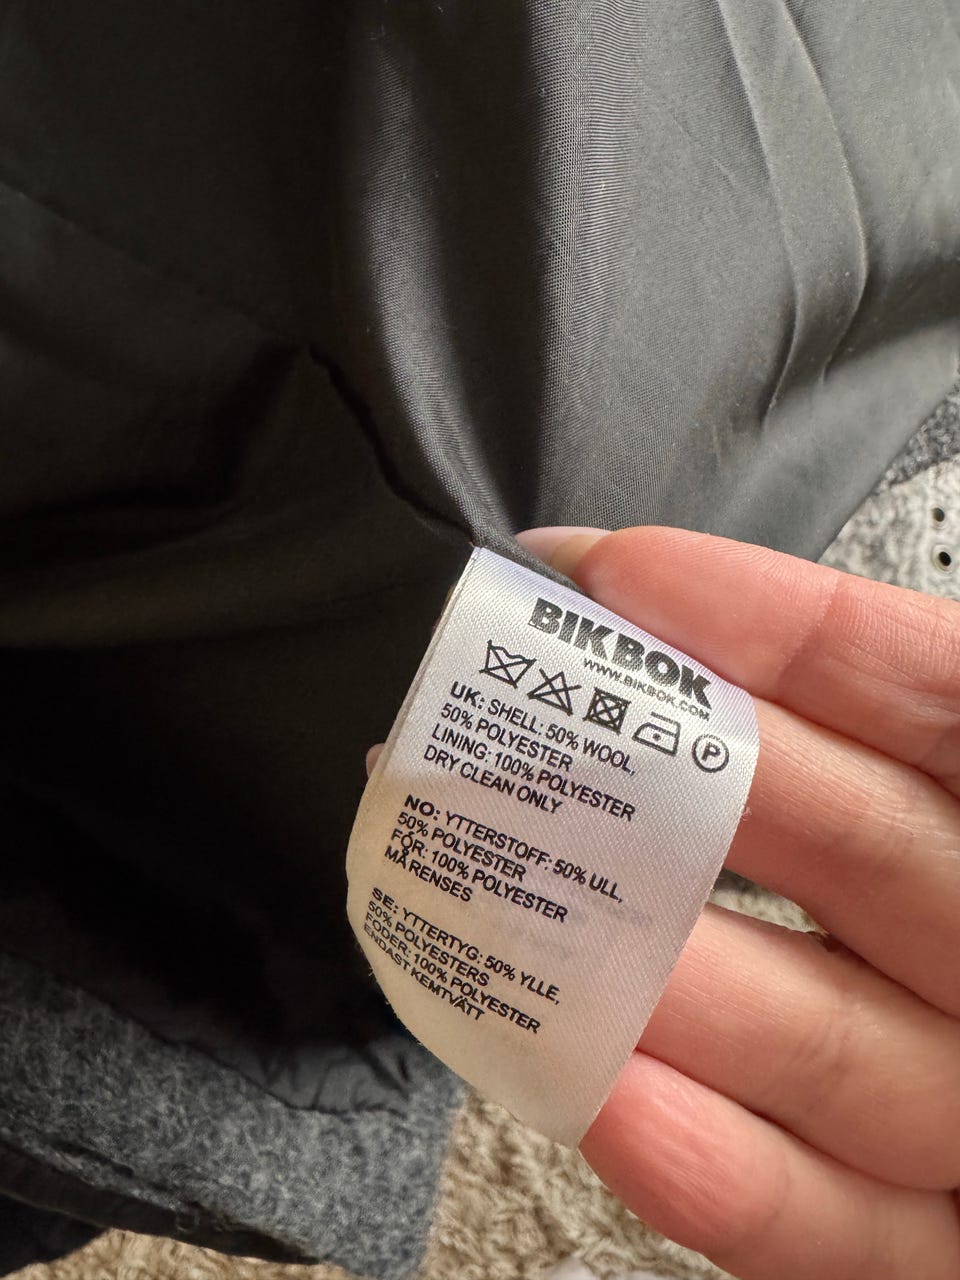 BIKBOK
WWW.BIKBOK.COM
P
UK: SHELL: 50% WOOL,
50% POLYESTER
LINING: 100% POLYESTER
DRY CLEAN ONLY
NO: YTTERSTOFF: 50% ULL,
50% POLYESTER
FÓR: 100% POLYESTER
MÅ RENSES
SE: YTTERTYG: 50% YLLE,
50% POLYESTERS
FODER: 100% POLYESTER
ENDAST KEMTVÄTT